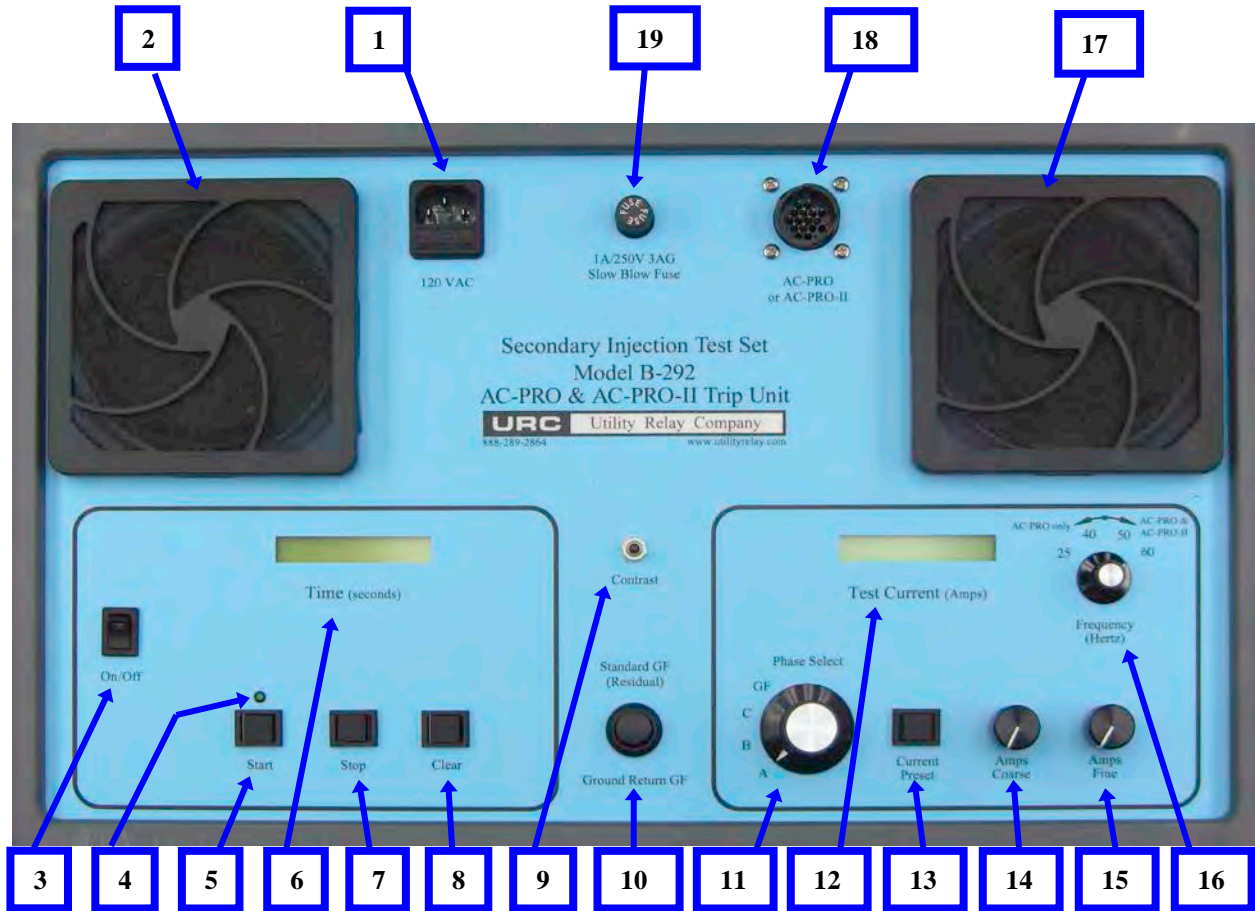 2
1
19
18
17
FUSE FUSE
120 VAC
1A/250V 3AG
Slow Blow Fuse
AC-PRO
or AC-PRO-II
Secondary Injection Test Set
Model B-292
AC-PRO & AC-PRO-II Trip Unit
URC Utility Relay Company
888-289-2864 www.utilityrelay.com
Time (seconds)
On/Off
Start
Stop
Clear
Contrast
Standard GF
(Residual)
Ground Return GF
Test Current (Amps)
AC-PRO only
AC-PRO &
AC-PRO-II
25 40 50 60
Frequency
(Hertz)
Phase Select
GF
C
B
A
Current
Preset
Amps
Coarse
Amps
Fine
3
4
5
6
7
8
9
10
11
12
13
14
15
16